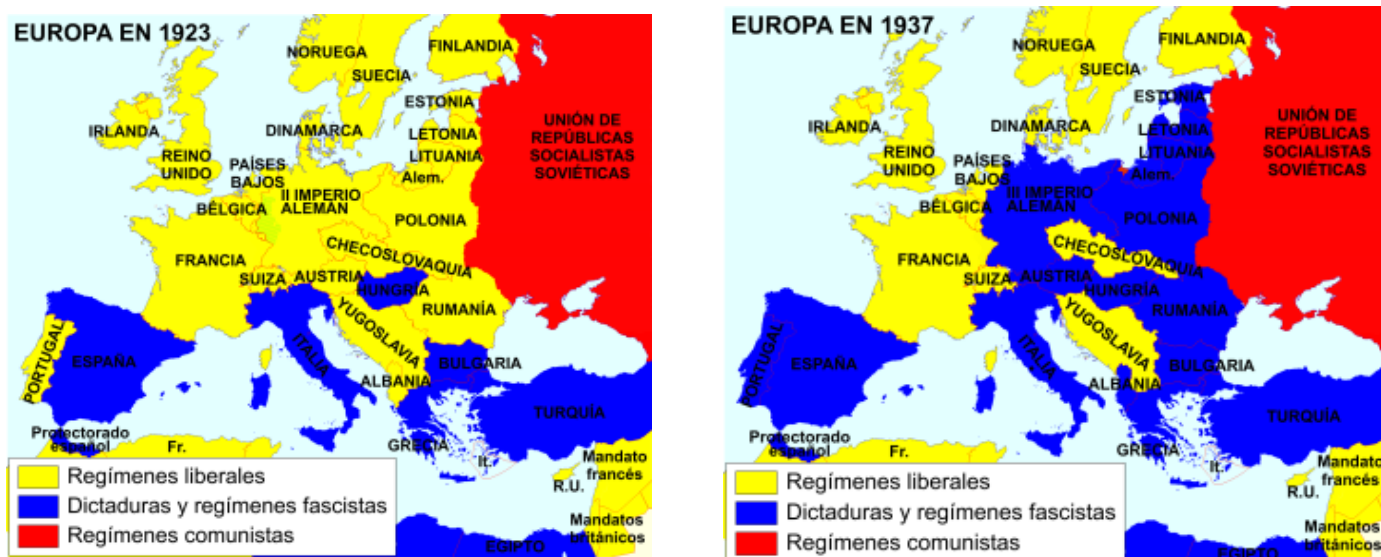 EUROPA EN 1923
NORUEGA
FINLANDIA
SUECIA
ESTONIA
IRLANDA
DINAMARCA
LETONIA
UNIÓN DE
REPÚBLICAS
SOCIALISTAS
SOVIÉTICAS
REINO
UNIDO
PAÍSES
BAJOS
LITUANIA
Alem.
BÉLGICA
II IMPERIO
ALEMÁN
POLONIA
FRANCIA
CHECOSLOVAQUIA
SUIZA
AUSTRIA
HUNGRÍA
RUMANÍA
YUGOSLAVIA
PORTUGAL
ESPAÑA
ITALIA
BULGARIA
ALBANIA
TURQUÍA
Protectorado
español
Fr.
GRECIA
It.
Mandato
francés
R.U.
Mandatos
británicos
EGIPTO
Regímenes liberales
Dictaduras y regímenes fascistas
Regímenes comunistas
EUROPA EN 1937
NORUEGA
FINLANDIA
SUECIA
ESTONIA
IRLANDA
DINAMARCA
LETONIA
UNIÓN DE
REPÚBLICAS
SOCIALISTAS
SOVIÉTICAS
REINO
UNIDO
PAÍSES
BAJOS
LITUANIA
Alem.
BÉLGICA
III IMPERIO
ALEMÁN
POLONIA
FRANCIA
CHECOSLOVAQUIA
SUIZA
AUSTRIA
HUNGRÍA
RUMANÍA
YUGOSLAVIA
PORTUGAL
ESPAÑA
ITALIA
BULGARIA
ALBANIA
TURQUÍA
Protectorado
español
Fr.
GRECIA
It.
Mandato
francés
R.U.
Mandatos
británicos
EGIPTO
Regímenes liberales
Dictaduras y regímenes fascistas
Regímenes comunistas